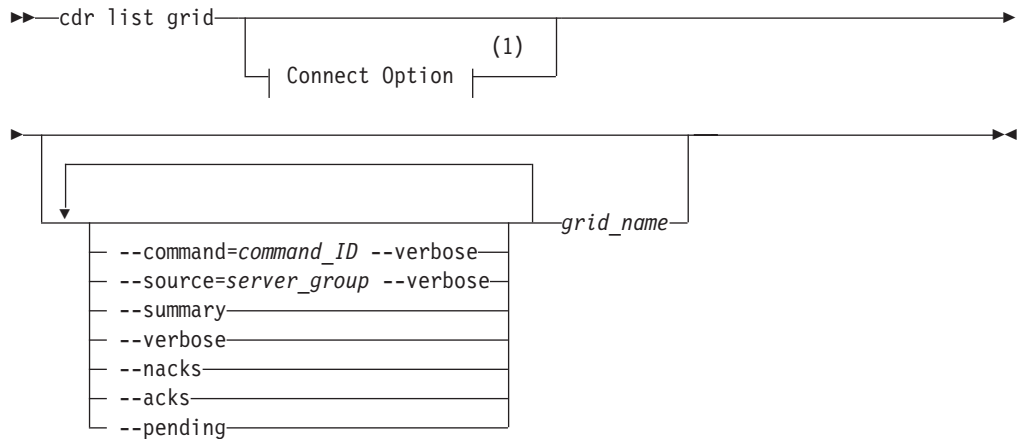 cdr list grid
(1)
Connect Option
grid_name
--command=command_ID --verbose
--source=server_group --verbose
--summary
--verbose
--nacks
--acks
--pending